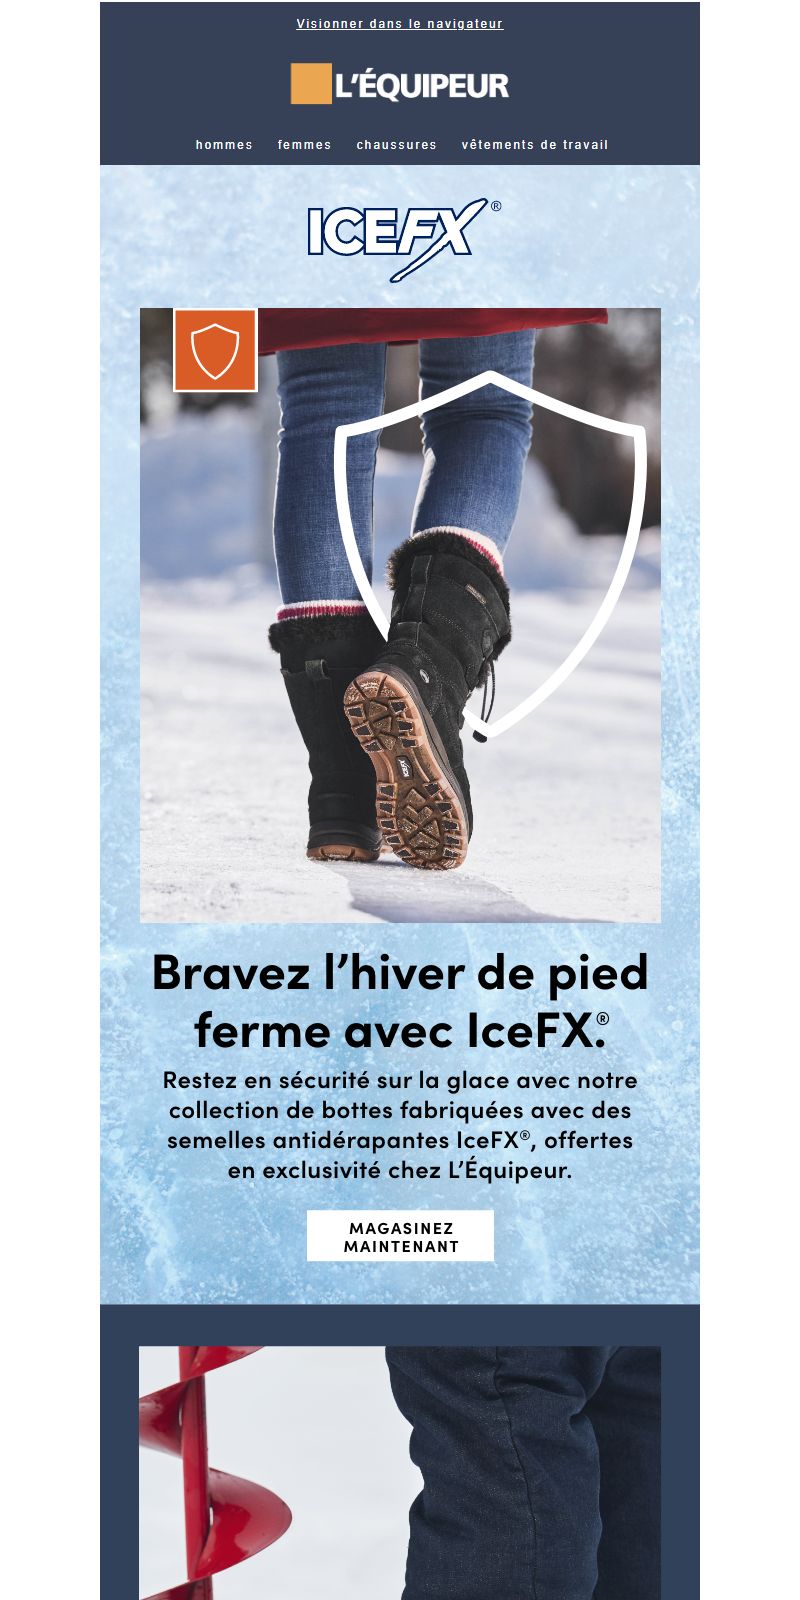 Visionner dans le navigateur
L'ÉQUIPEUR
hommes femmes chaussures vêtements de travail
ICEFX®
ICEFX
Bravez l’hiver de pied
ferme avec IceFX.®
Restez en sécurité sur la glace avec notre
collection de bottes fabriquées avec des
semelles antidérapantes IceFX®, offertes
en exclusivité chez L’Équipeur.
MAGASINEZ
MAINTENANT